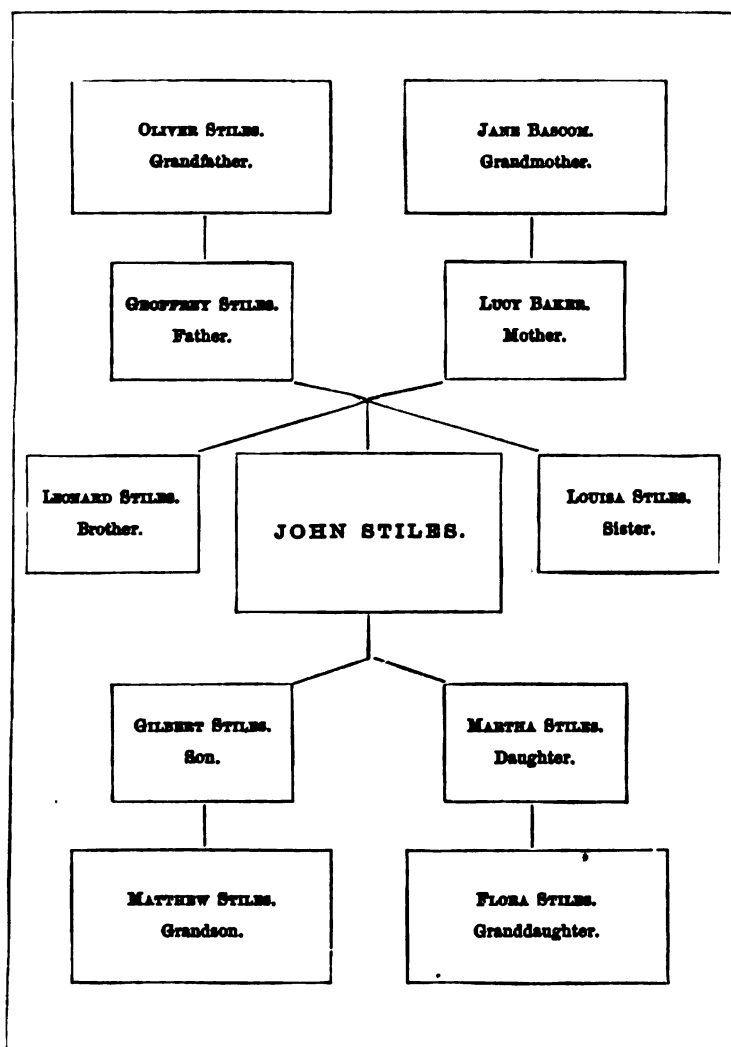 OLIVER STILES.
Grandfather.
JANE BASCOM.
Grandmother.
GEOFFREY STILES.
Father.
LUCY BAKER.
Mother.
LEONARD STILES.
Brother.
JOHN STILES.
LOUISA STILES.
Sister.
GILBERT STILES.
Son.
MARTHA STILES.
Daughter.
MATTHEW STILES.
Grandson.
FLORA STILES.
Granddaughter.